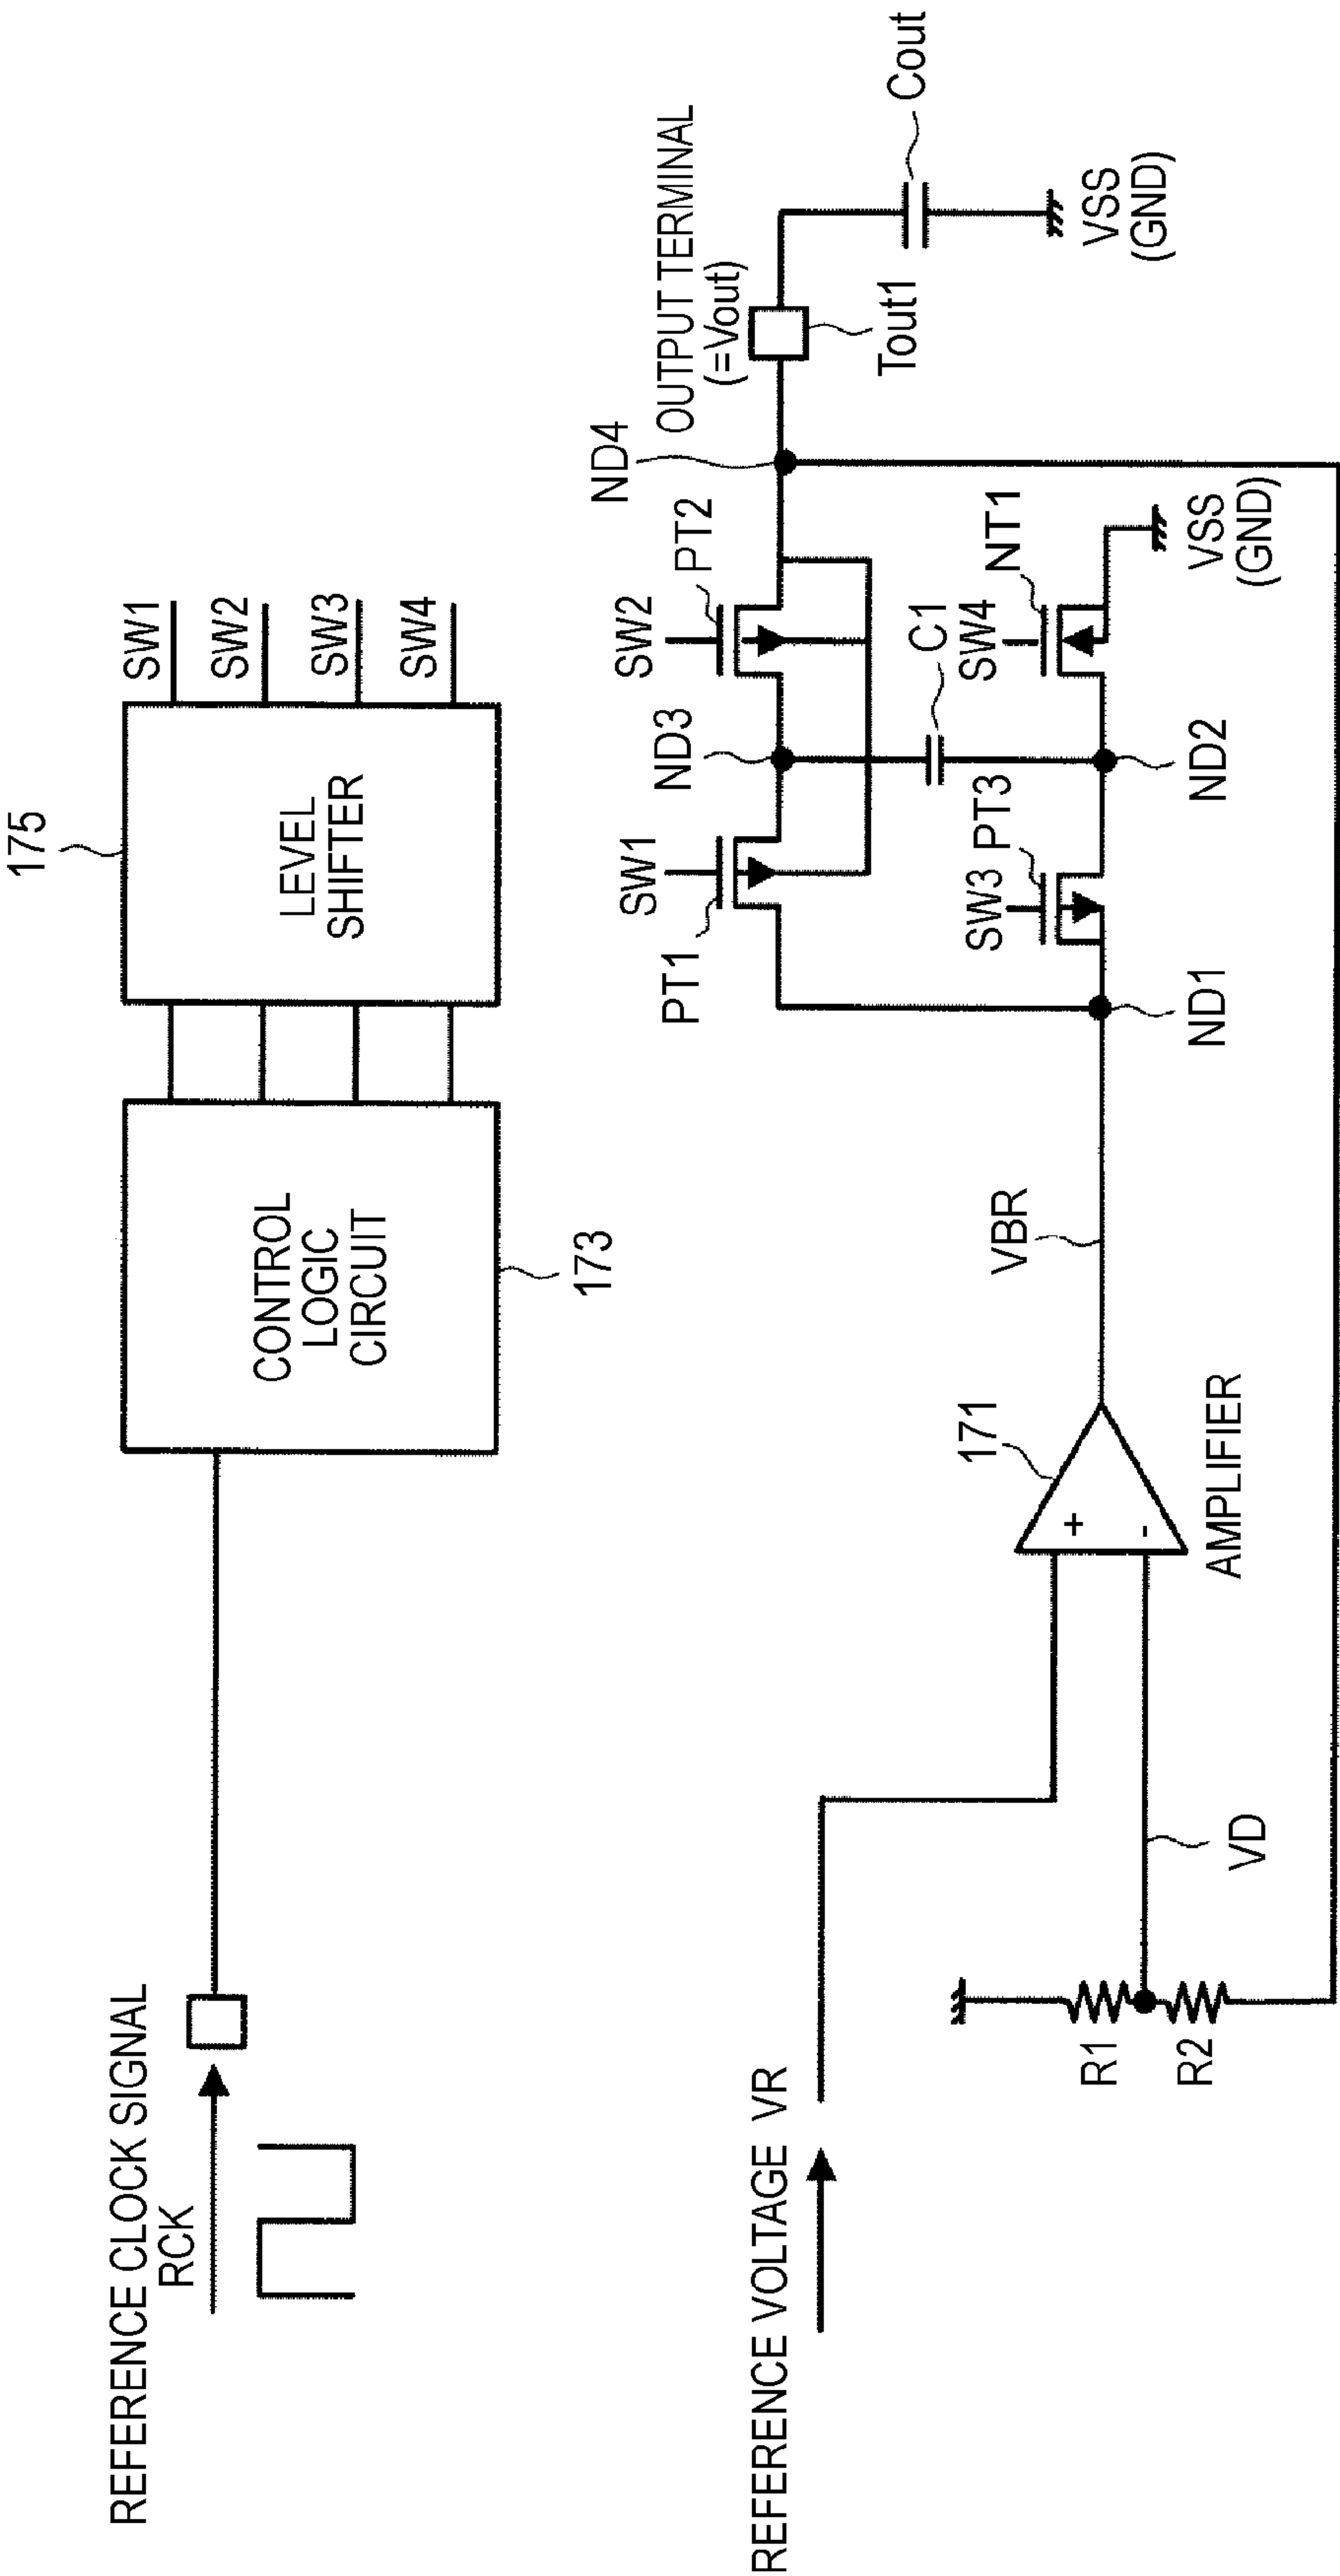 REFERENCE CLOCK SIGNAL
RCK
CONTROL
LOGIC
CIRCUIT
173
LEVEL
SHIFTER
175
SW1
SW2
SW3
SW4
REFERENCE VOLTAGE VR
R1
R2
VD
+
-
171
AMPLIFIER
VBR
ND1
PT1
SW1
SW3
PT3
ND3
ND2
C1
SW2
PT2
SW4
NT1
VSS
(GND)
ND4
OUTPUT TERMINAL
(=Vout)
Tout1
Cout
VSS
(GND)